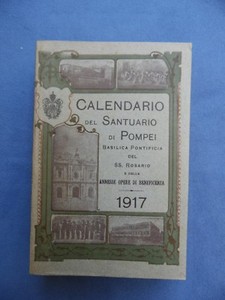 CALENDARIO
DEL SANTUARIO
DI POMPEI
BASILICA PONTIFICIA
DEL
SS. ROSARIO
E DELLE
ANNESSE OPERE DI BENEFICENZA
1917